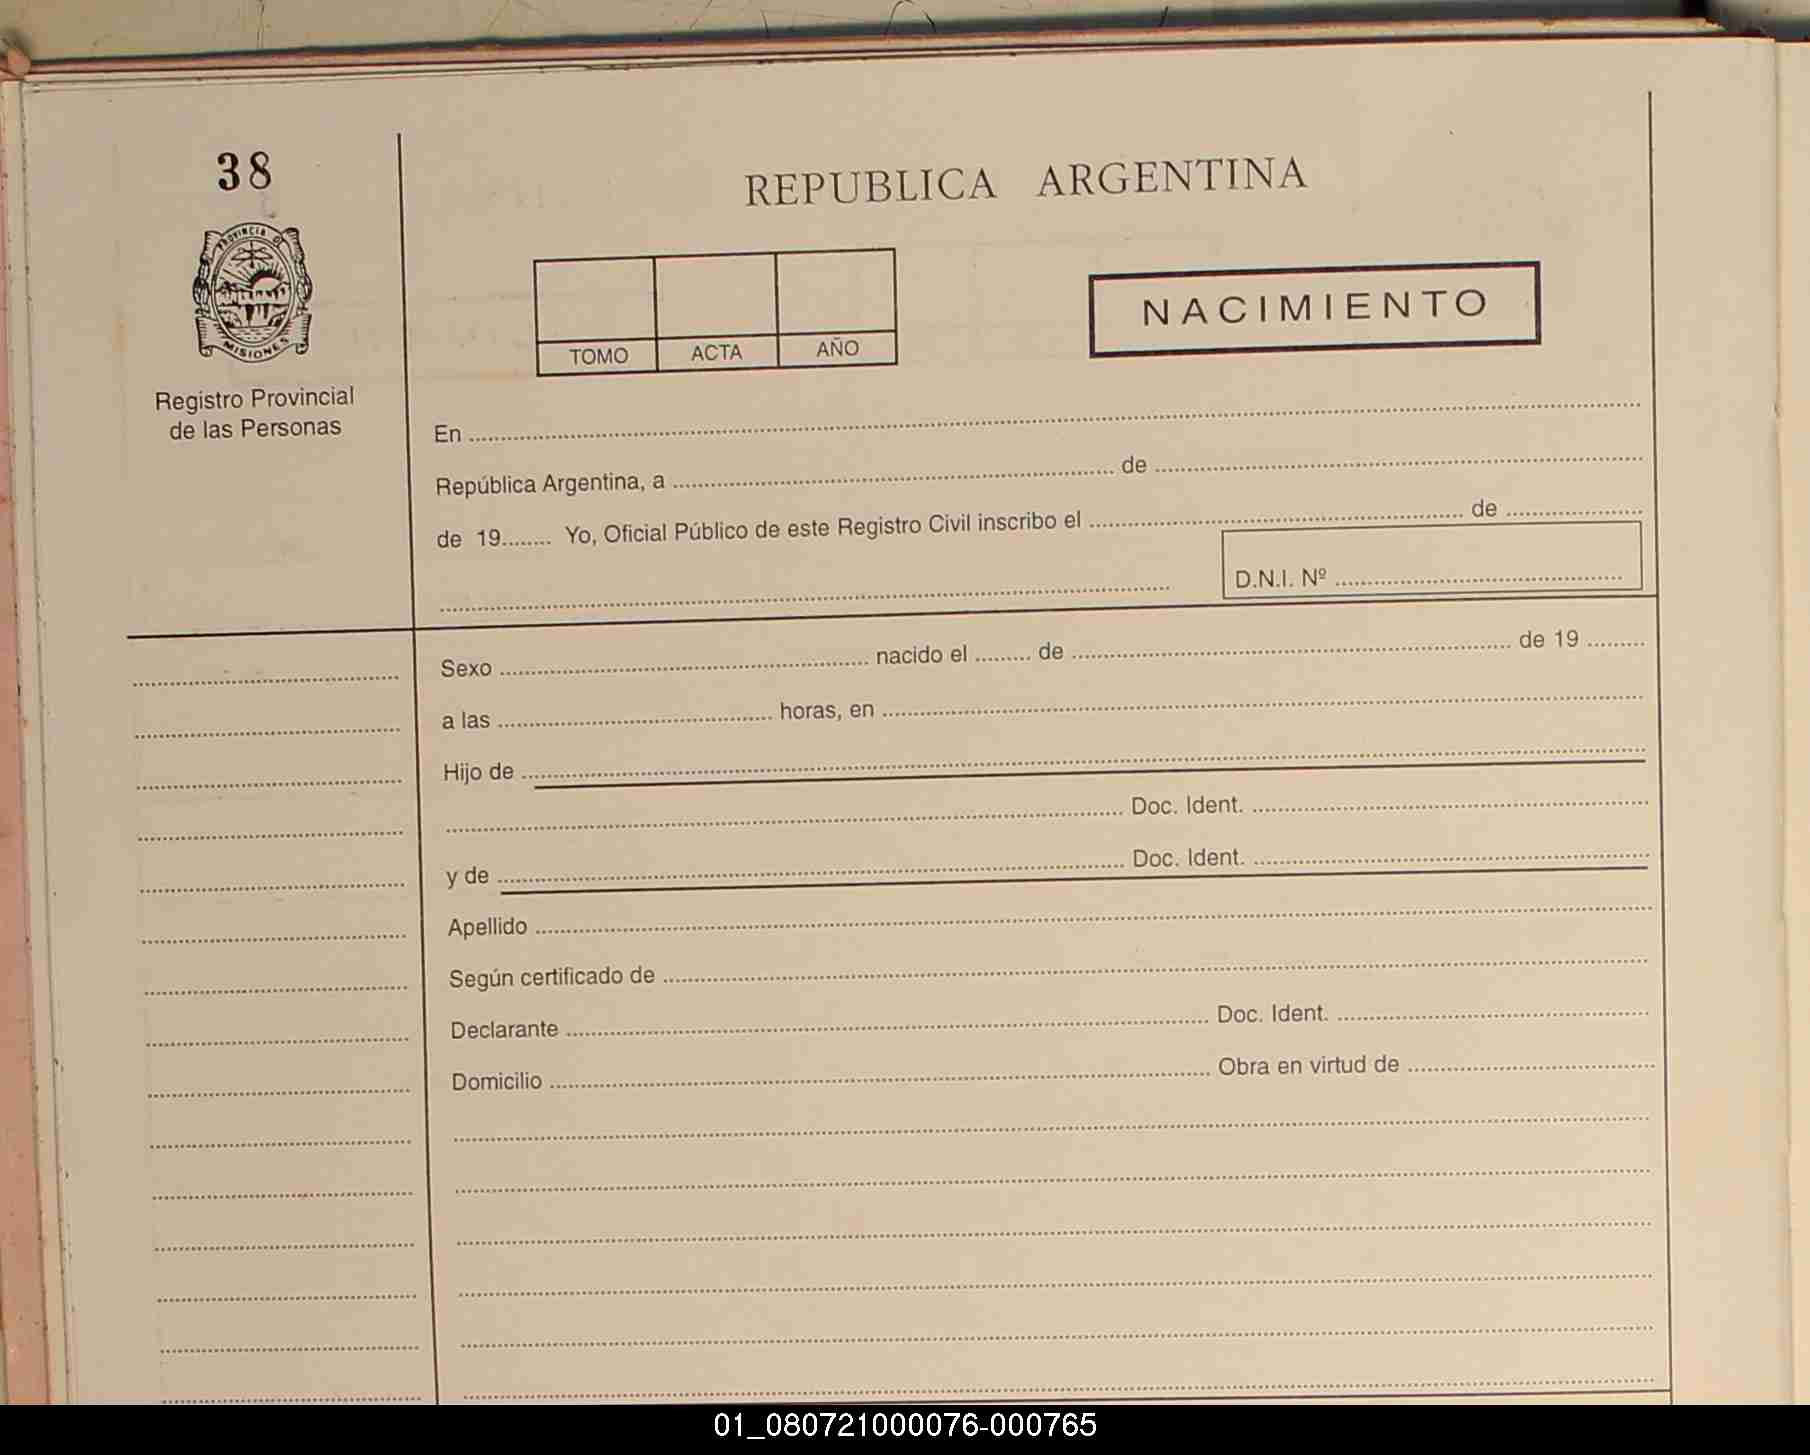 38
PROVINCIA DE
MISIONES
Registro Provincial
de las Personas
REPUBLICA ARGENTINA
TOMO ACTA AÑO
NACIMIENTO
En
República Argentina, a de
de 19 Yo, Oficial Público de este Registro Civil inscribo el de
D.N.I. Nº
Sexo nacido el de de 19
a las horas, en
Hijo de
Doc. Ident.
y de Doc. Ident.
Apellido
Según certificado de
Declarante Doc. Ident.
Domicilio Obra en virtud de
01_080721000076-000765